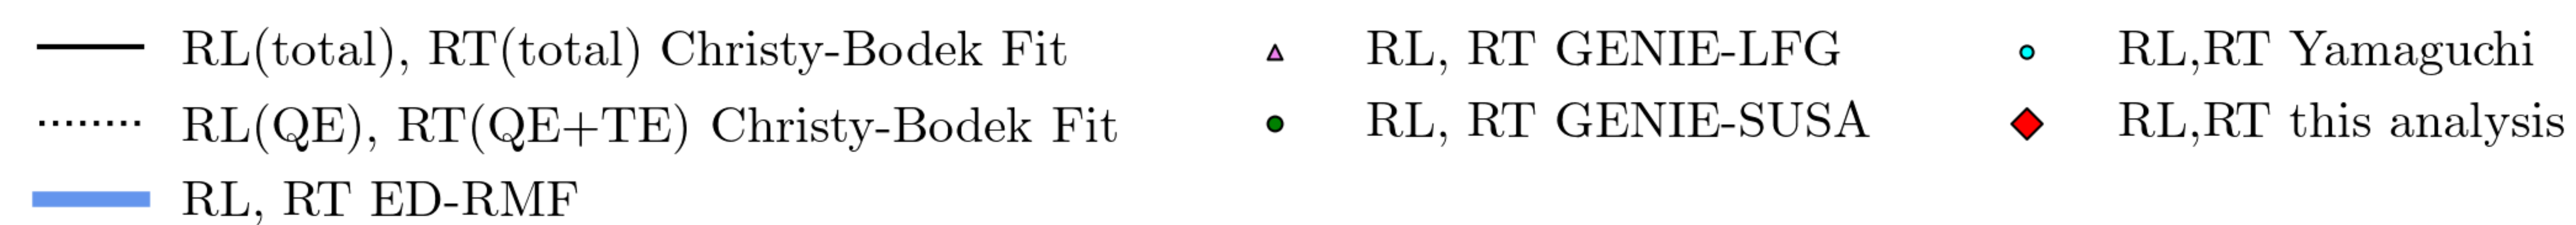 RL(total), RT(total) Christy-Bodek Fit
RL(QE), RT(QE+TE) Christy-Bodek Fit
RL, RT ED-RMF
RL, RT GENIE-LFG
RL, RT GENIE-SUSA
RL,RT Yamaguchi
RL,RT this analysis